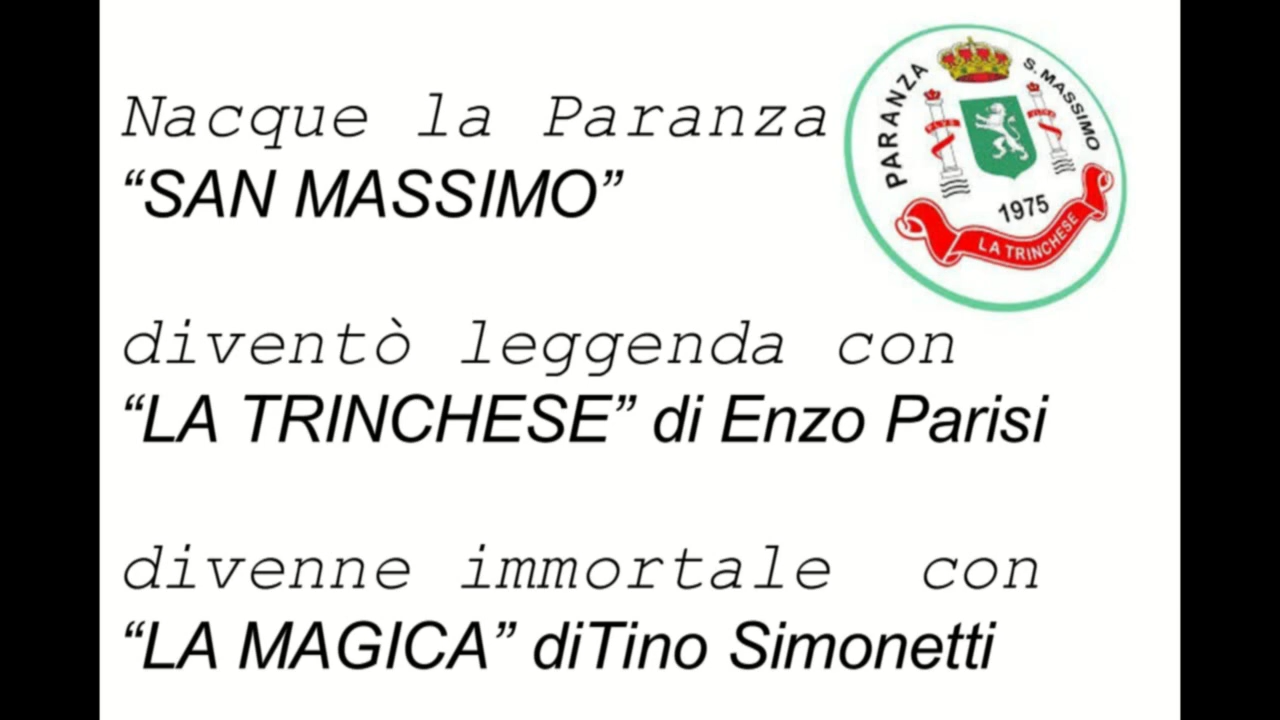 Nacque la Paranza
“SAN MASSIMO”
diventò leggenda con
“LA TRINCHESE” di Enzo Parisi
divenne immortale con
“LA MAGICA” diTino Simonetti
PARANZA S. MASSIMO
PLUS
1975
LA TRINCHESE